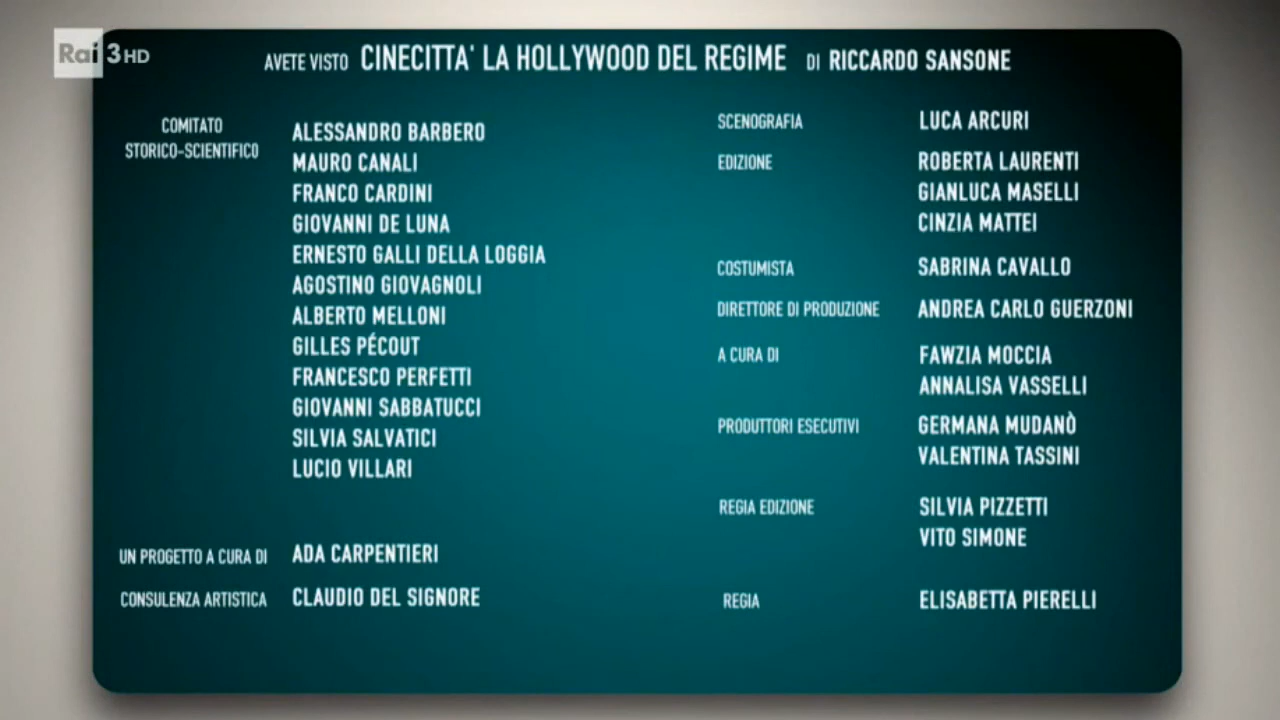 Rai 3HD
AVETE VISTO CINECITTA' LA HOLLYWOOD DEL REGIME DI RICCARDO SANSONE
COMITATO
STORICO-SCIENTIFICO
ALESSANDRO BARBERO
MAURO CANALI
FRANCO CARDINI
GIOVANNI DE LUNA
ERNESTO GALLI DELLA LOGGIA
AGOSTINO GIOVAGNOLI
ALBERTO MELLONI
GILLES PÉCOUT
FRANCESCO PERFETTI
GIOVANNI SABBATUCCI
SILVIA SALVATICI
LUCIO VILLARI
UN PROGETTO A CURA DI ADA CARPENTIERI
CONSULENZA ARTISTICA CLAUDIO DEL SIGNORE
SCENOGRAFIA LUCA ARCURI
EDIZIONE ROBERTA LAURENTI
GIANLUCA MASELLI
CINZIA MATTEI
COSTUMISTA SABRINA CAVALLO
DIRETTORE DI PRODUZIONE ANDREA CARLO GUERZONI
A CURA DI FAWZIA MOCCIA
ANNALISA VASSELLI
PRODUTTORI ESECUTIVI GERMANA MUDANÒ
VALENTINA TASSINI
REGIA EDIZIONE SILVIA PIZZETTI
VITO SIMONE
REGIA ELISABETTA PIERELLI